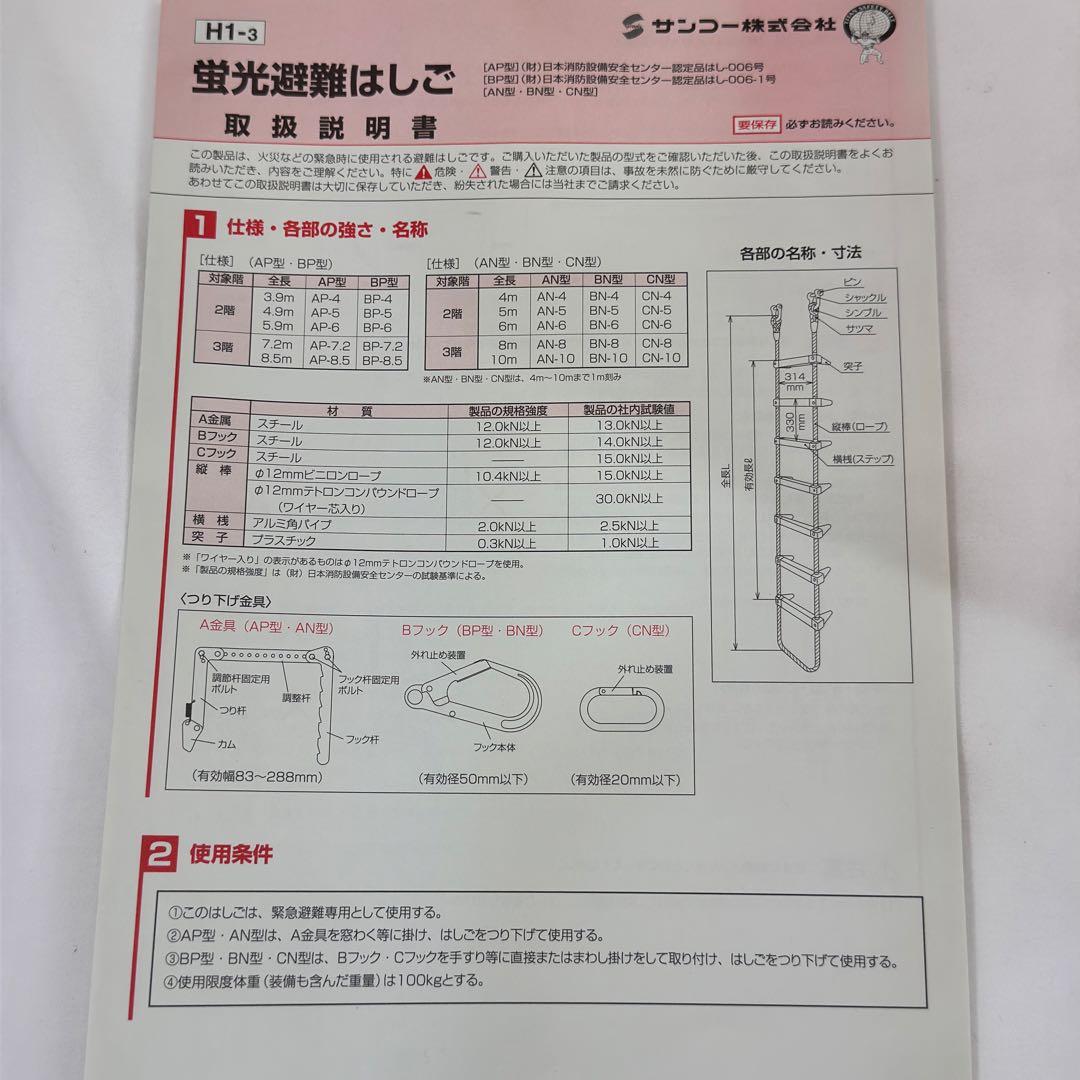 H1-3
サンコー株式会社
TITAN SAFETY BELT
蛍光避難はしご
[AP型](財)日本消防設備安全センター認定品はし-006号
[BP型](財)日本消防設備安全センター認定品はし-006-1号
[AN型・BN型・CN型]
取扱説明書
要保存 必ずお読みください。
この製品は、火災などの緊急時に使用される避難はしごです。ご購入いただいた製品の型式をご確認いただいた後、この取扱説明書をよくお
読みいただき、内容をご理解ください。特に 危険・ 警告・ 注意の項目は、事故を未然に防ぐために厳守してください。
あわせてこの取扱説明書は大切に保存していただき、紛失された場合には当社までご請求ください。
1 仕様・各部の強さ・名称
[仕様] (AP型・BP型)
対象階 全長 AP型 BP型
2階
3.9m AP-4 BP-4
4.9m AP-5 BP-5
5.9m AP-6 BP-6
3階
7.2m AP-7.2 BP-7.2
8.5m AP-8.5 BP-8.5
[仕様] (AN型・BN型・CN型)
対象階 全長 AN型 BN型 CN型
2階
4m AN-4 BN-4 CN-4
5m AN-5 BN-5 CN-5
6m AN-6 BN-6 CN-6
3階
8m AN-8 BN-8 CN-8
10m AN-10 BN-10 CN-10
※AN型・BN型・CN型は、4m〜10mまで1m刻み
各部の名称・寸法
ピン
シャックル
シンブル
サツマ
突子
314
mm
330
mm
縦棒(ロープ)
横桟(ステップ)
全長L
有効長ℓ
材 質 製品の規格強度 製品の社内試験値
A金属 スチール 12.0kN以上 13.0kN以上
Bフック スチール 12.0kN以上 14.0kN以上
Cフック スチール —— 15.0kN以上
縦 棒 φ12mmビニロンロープ 10.4kN以上 15.0kN以上
φ12mmテトロンコンパウンドロープ
(ワイヤー芯入り) —— 30.0kN以上
横 桟 アルミ角パイプ 2.0kN以上 2.5kN以上
突 子 プラスチック 0.3kN以上 1.0kN以上
※「ワイヤー入り」の表示があるものはφ12mmテトロンコンパウンドロープを使用。
※「製品の規格強度」は(財)日本消防設備安全センターの試験基準による。
〈つり下げ金具〉
A金具(AP型・AN型)
調節杆固定用
ボルト
つり杆
カム
調整杆
フック杆固定用
ボルト
フック杆
(有効幅83〜288mm)
Bフック(BP型・BN型)
外れ止め装置
フック本体
(有効径50mm以下)
Cフック(CN型)
外れ止め装置
(有効径20mm以下)
2 使用条件
①このはしごは、緊急避難専用として使用する。
②AP型・AN型は、A金具を窓わく等に掛け、はしごをつり下げて使用する。
③BP型・BN型・CN型は、Bフック・Cフックを手すり等に直接またはまわし掛けをして取り付け、はしごをつり下げて使用する。
④使用限度体重(装備も含んだ重量)は100kgとする。